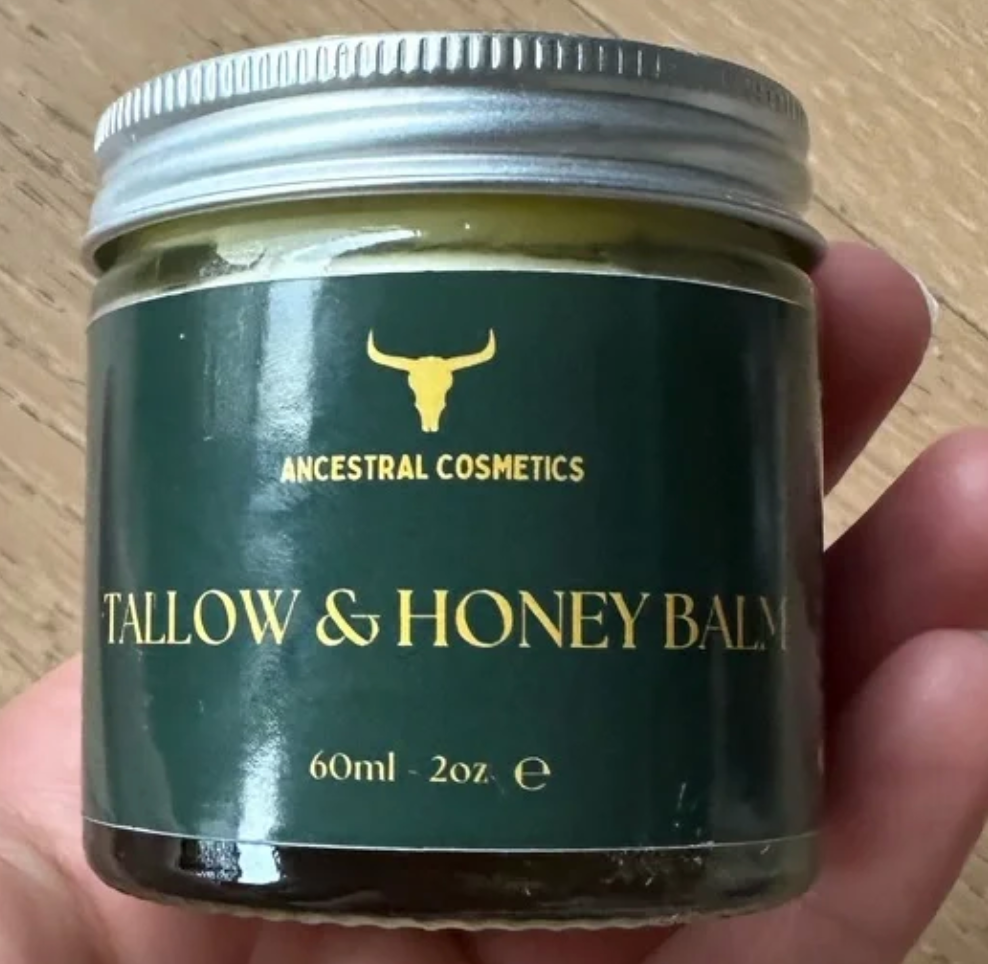 ANCESTRAL COSMETICS
TALLOW & HONEY BALM
60ml - 2oz ℮